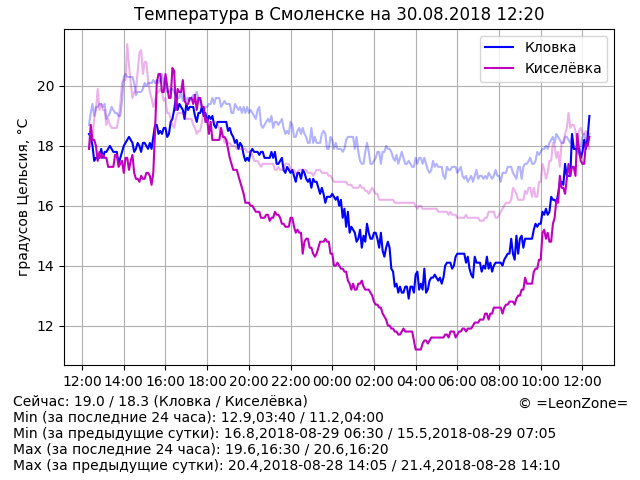 Температура в Смоленске на 30.08.2018 12:20
Кловка
Киселёвка
градусов Цельсия, °C
20
18
16
14
12
12:00 14:00 16:00 18:00 20:00 22:00 00:00 02:00 04:00 06:00 08:00 10:00 12:00
Сейчас: 19.0 / 18.3 (Кловка / Киселёвка)
© =LeonZone=
Min (за последние 24 часа): 12.9,03:40 / 11.2,04:00
Min (за предыдущие сутки): 16.8,2018-08-29 06:30 / 15.5,2018-08-29 07:05
Max (за последние 24 часа): 19.6,16:30 / 20.6,16:20
Max (за предыдущие сутки): 20.4,2018-08-28 14:05 / 21.4,2018-08-28 14:10